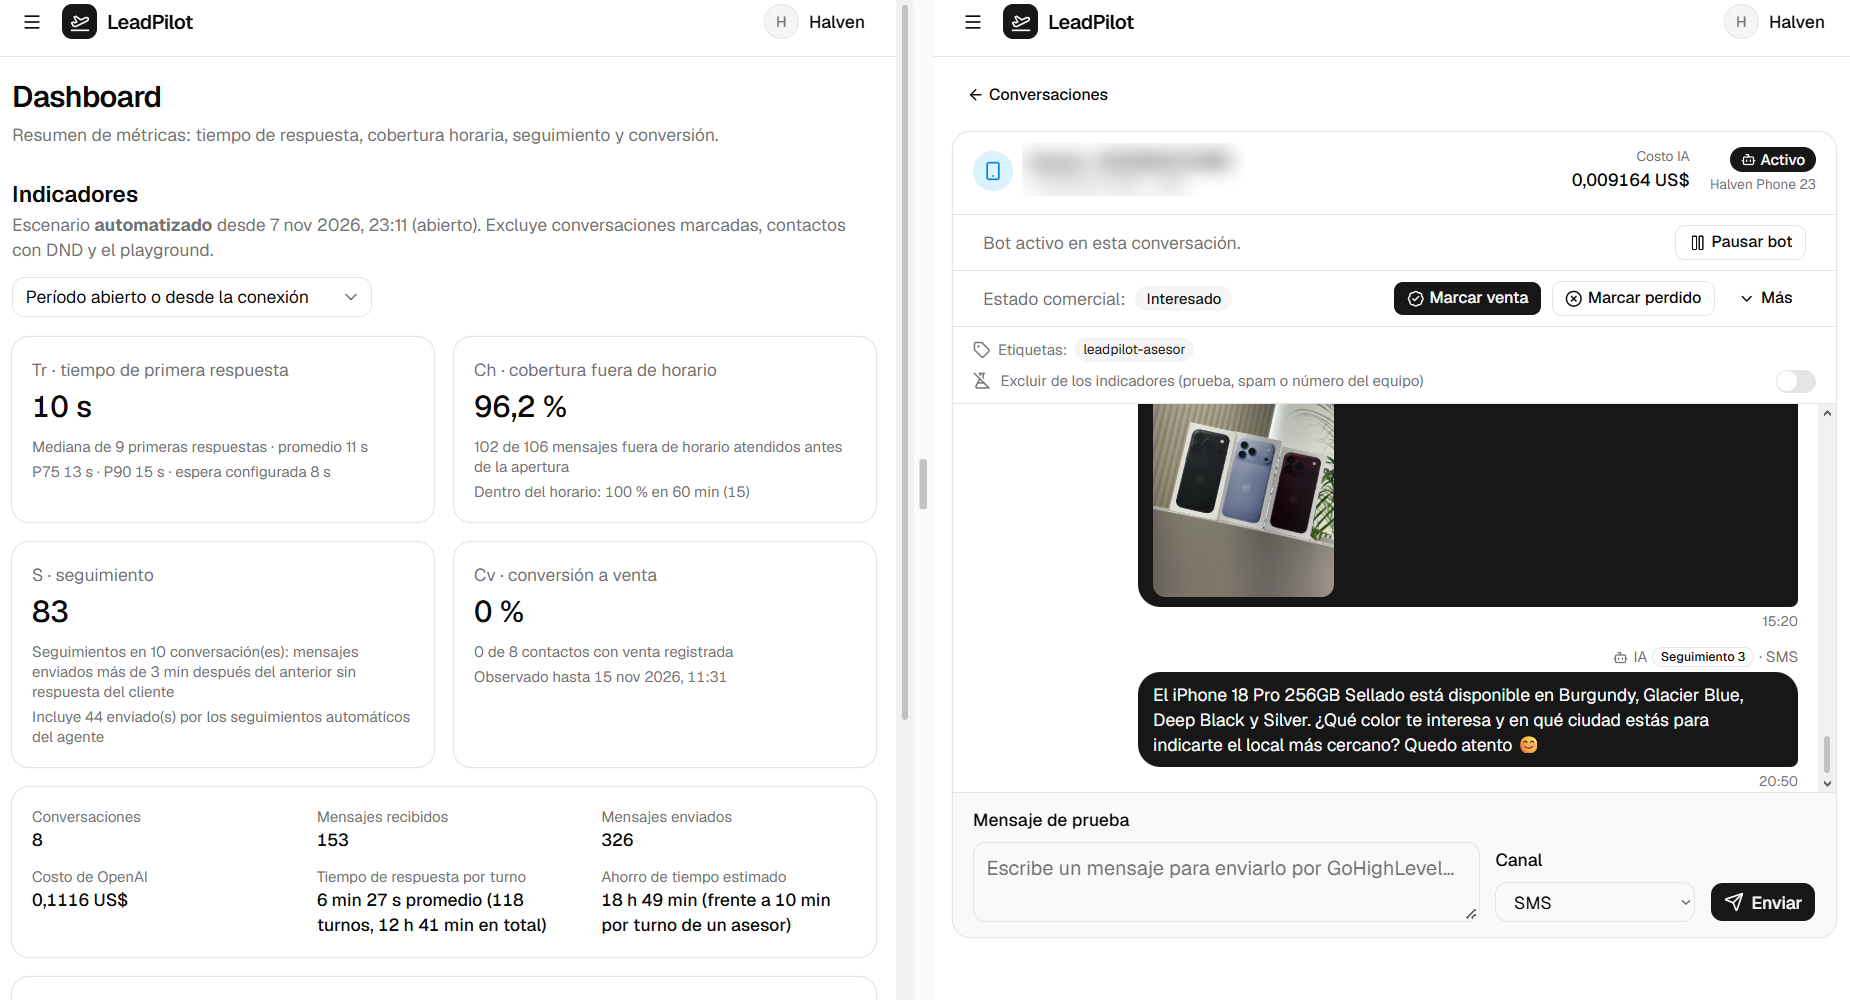 LeadPilot
H Halven
Dashboard
Resumen de métricas: tiempo de respuesta, cobertura horaria, seguimiento y conversión.
Indicadores
Escenario automatizado desde 7 nov 2026, 23:11 (abierto). Excluye conversaciones marcadas, contactos
con DND y el playground.
Período abierto o desde la conexión
Tr · tiempo de primera respuesta
10 s
Mediana de 9 primeras respuestas · promedio 11 s
P75 13 s · P90 15 s · espera configurada 8 s
Ch · cobertura fuera de horario
96,2 %
102 de 106 mensajes fuera de horario atendidos antes
de la apertura
Dentro del horario: 100 % en 60 min (15)
S · seguimiento
83
Seguimientos en 10 conversación(es): mensajes
enviados más de 3 min después del anterior sin
respuesta del cliente
Incluye 44 enviado(s) por los seguimientos automáticos
del agente
Cv · conversión a venta
0 %
0 de 8 contactos con venta registrada
Observado hasta 15 nov 2026, 11:31
Conversaciones
8
Mensajes recibidos
153
Mensajes enviados
326
Costo de OpenAI
0,1116 US$
Tiempo de respuesta por turno
6 min 27 s promedio (118
turnos, 12 h 41 min en total)
Ahorro de tiempo estimado
18 h 49 min (frente a 10 min
por turno de un asesor)
LeadPilot
H Halven
← Conversaciones
Costo IA
0,009164 US$
Activo
Halven Phone 23
Bot activo en esta conversación.
Pausar bot
Estado comercial: Interesado
Marcar venta
Marcar perdido
Más
Etiquetas: leadpilot-asesor
Excluir de los indicadores (prueba, spam o número del equipo)
15:20
IA Seguimiento 3 · SMS
El iPhone 18 Pro 256GB Sellado está disponible en Burgundy, Glacier Blue,
Deep Black y Silver. ¿Qué color te interesa y en qué ciudad estás para
indicarte el local más cercano? Quedo atento 😊
20:50
Mensaje de prueba
Escribe un mensaje para enviarlo por GoHighLevel...
Canal
SMS
Enviar